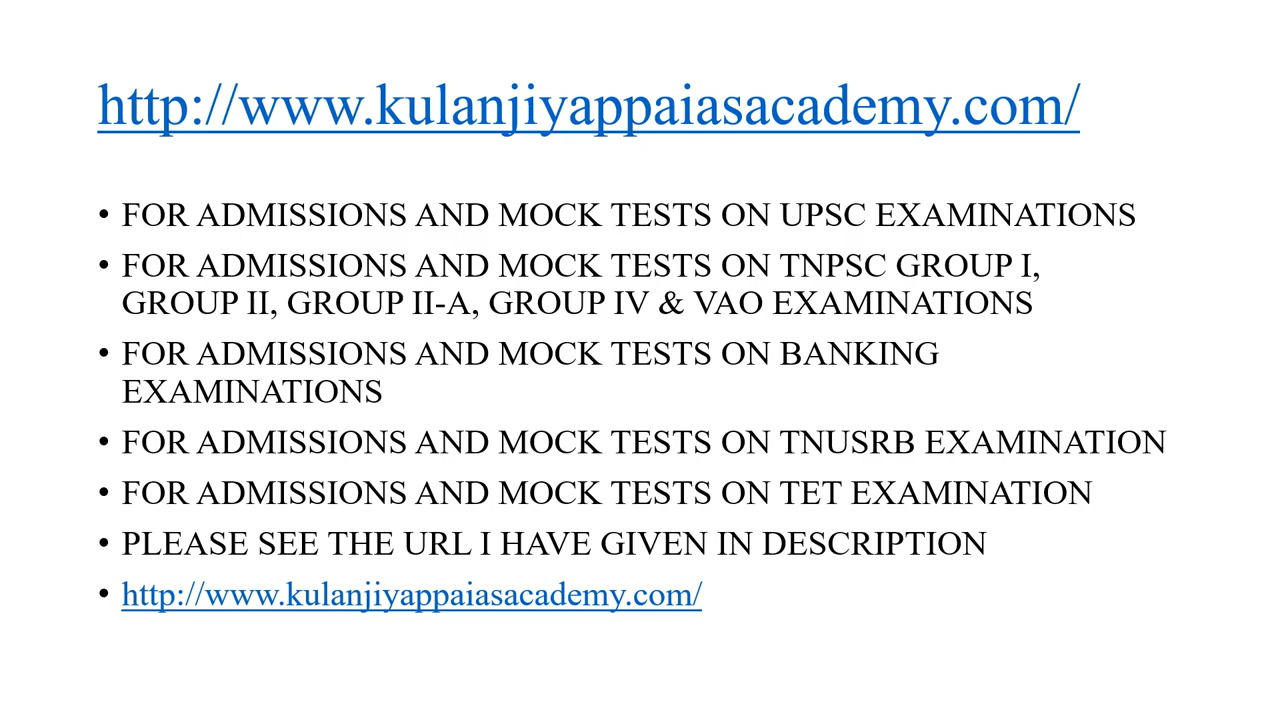 http://www.kulanjiyappaiasacademy.com/
• FOR ADMISSIONS AND MOCK TESTS ON UPSC EXAMINATIONS
• FOR ADMISSIONS AND MOCK TESTS ON TNPSC GROUP I,
GROUP II, GROUP II-A, GROUP IV & VAO EXAMINATIONS
• FOR ADMISSIONS AND MOCK TESTS ON BANKING
EXAMINATIONS
• FOR ADMISSIONS AND MOCK TESTS ON TNUSRB EXAMINATION
• FOR ADMISSIONS AND MOCK TESTS ON TET EXAMINATION
• PLEASE SEE THE URL I HAVE GIVEN IN DESCRIPTION
• http://www.kulanjiyappaiasacademy.com/